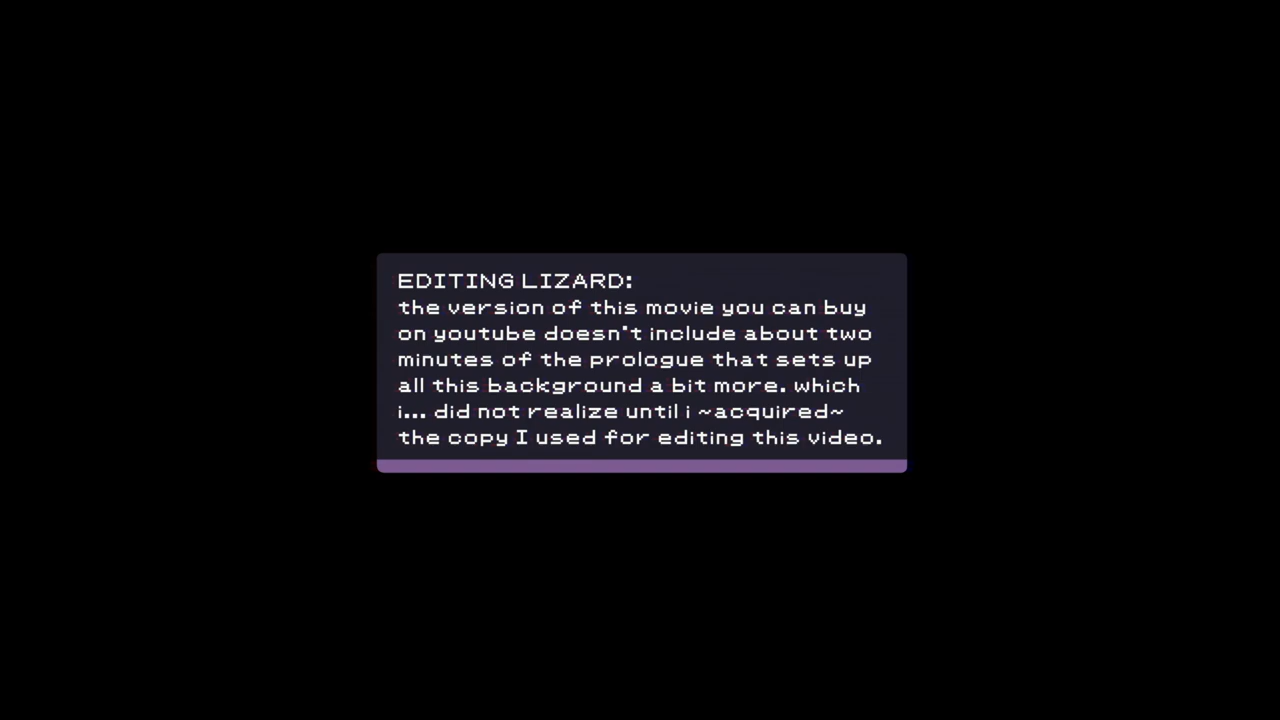 EDITING LIZARD:
the version of this movie you can buy
on youtube doesn't include about two
minutes of the prologue that sets up
all this background a bit more. which
i... did not realize until i ~acquired~
the copy I used for editing this video.